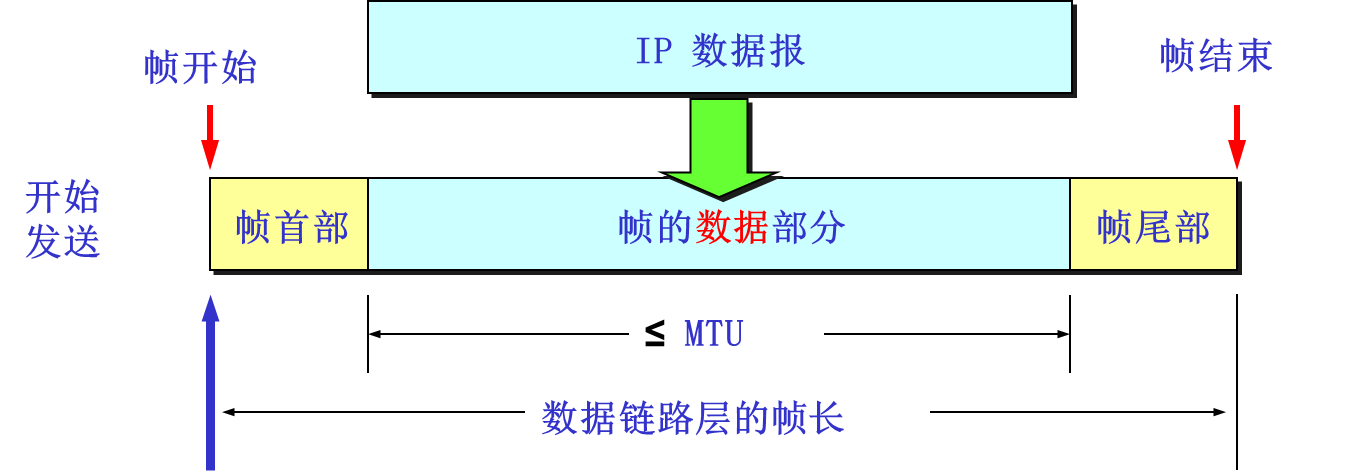 IP 数据报
帧开始
帧结束
开始
发送
帧首部
帧的数据部分
帧尾部
≤ MTU
数据链路层的帧长